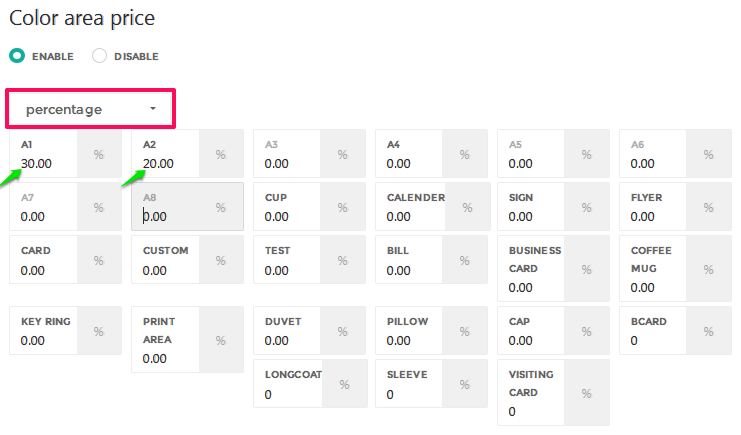 Color area price
ENABLE DISABLE
percentage
A1 A2 A3 A4 A5 A6
30.00 % 20.00 % 0.00 % 0.00 % 0.00 % 0.00 %
A7 A8 CUP CALENDER SIGN FLYER
0.00 % 0.00 % 0.00 % 0.00 % 0.00 % 0.00 %
CARD CUSTOM TEST BILL BUSINESS CARD COFFEE MUG
0.00 % 0.00 % 0.00 % 0.00 % 0.00 % 0.00 %
KEY RING PRINT AREA DUVET PILLOW CAP BCARD
0.00 % 0.00 % 0.00 % 0.00 % 0.00 % 0 %
LONGCOAT SLEEVE VISITING CARD
0 % 0 % 0 %